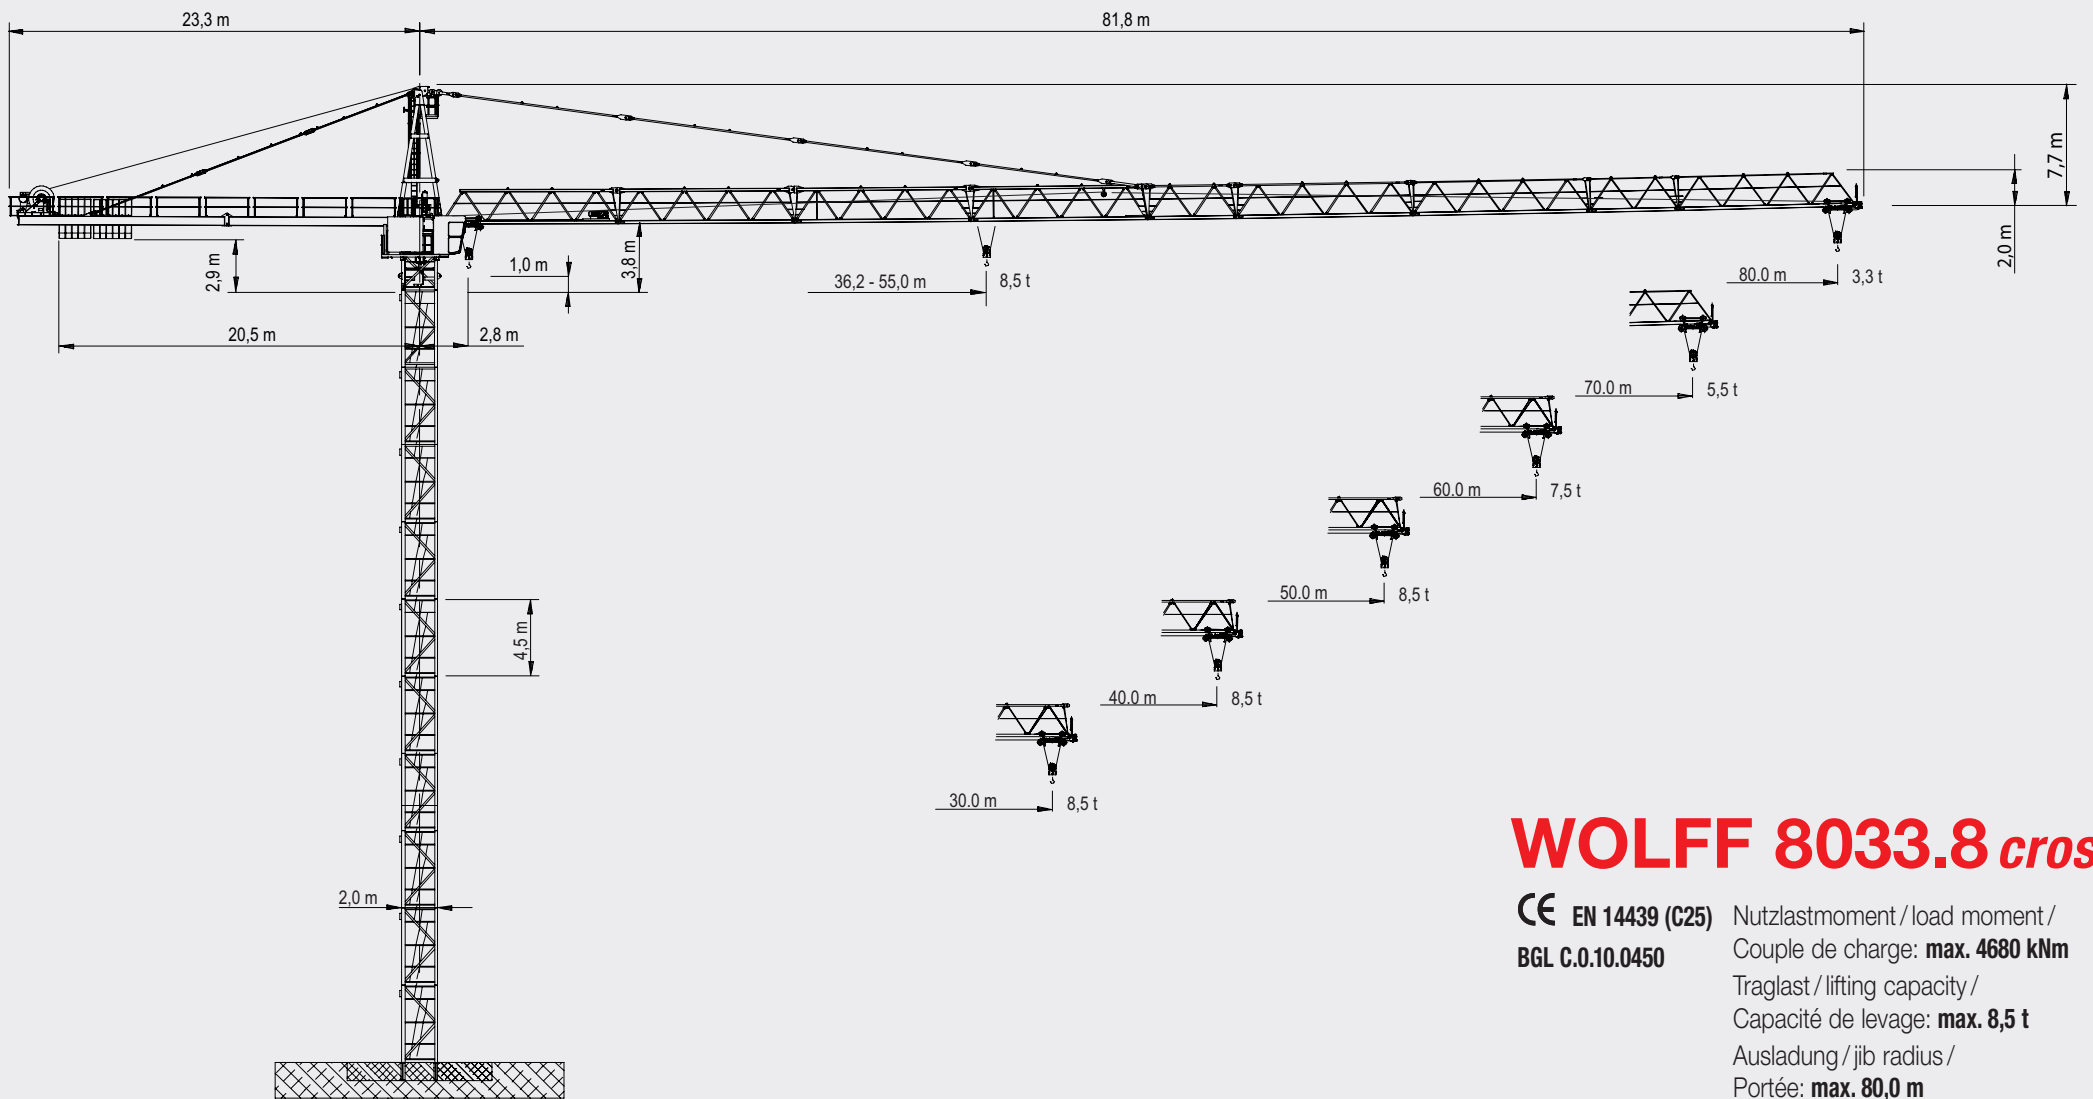 23,3 m
81,8 m
7,7 m
2,0 m
2,9 m
1,0 m
3,8 m
36,2 - 55,0 m
8,5 t
80.0 m
3,3 t
20,5 m
2,8 m
70.0 m
5,5 t
60.0 m
7,5 t
50.0 m
8,5 t
4,5 m
40.0 m
8,5 t
30.0 m
8,5 t
2,0 m
WOLFF 8033.8 cros
CE EN 14439 (C25)
BGL C.0.10.0450
Nutzlastmoment / load moment /
Couple de charge: max. 4680 kNm
Traglast / lifting capacity /
Capacité de levage: max. 8,5 t
Ausladung / jib radius /
Portée: max. 80,0 m